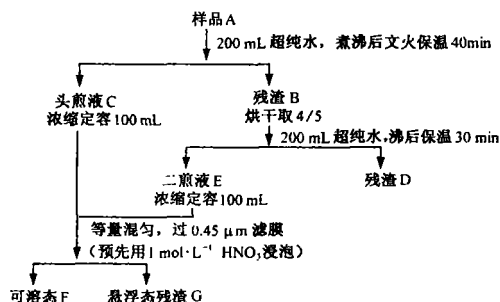 样品A
200 mL 超纯水，煮沸后文火保温40min
头煎液C
浓缩定容100 mL
残渣B
烘干取4/5
200 mL 超纯水，沸后保温30 min
二煎液E
浓缩定容100 mL
残渣D
等量混匀，过0.45 μm滤膜
（预先用1 mol·L⁻¹ HNO₃浸泡）
可溶态F
悬浮态残渣G